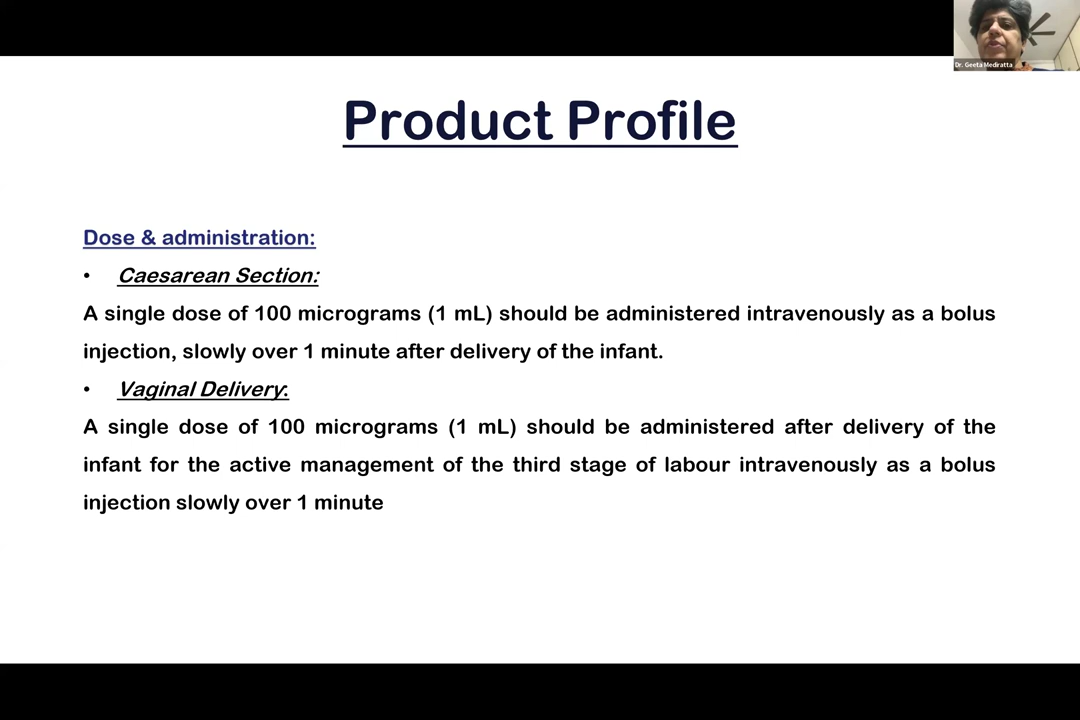 Dr. Geeta Mediratta
Product Profile
Dose & administration:
• Caesarean Section:
A single dose of 100 micrograms (1 mL) should be administered intravenously as a bolus
injection, slowly over 1 minute after delivery of the infant.
• Vaginal Delivery:
A single dose of 100 micrograms (1 mL) should be administered after delivery of the
infant for the active management of the third stage of labour intravenously as a bolus
injection slowly over 1 minute